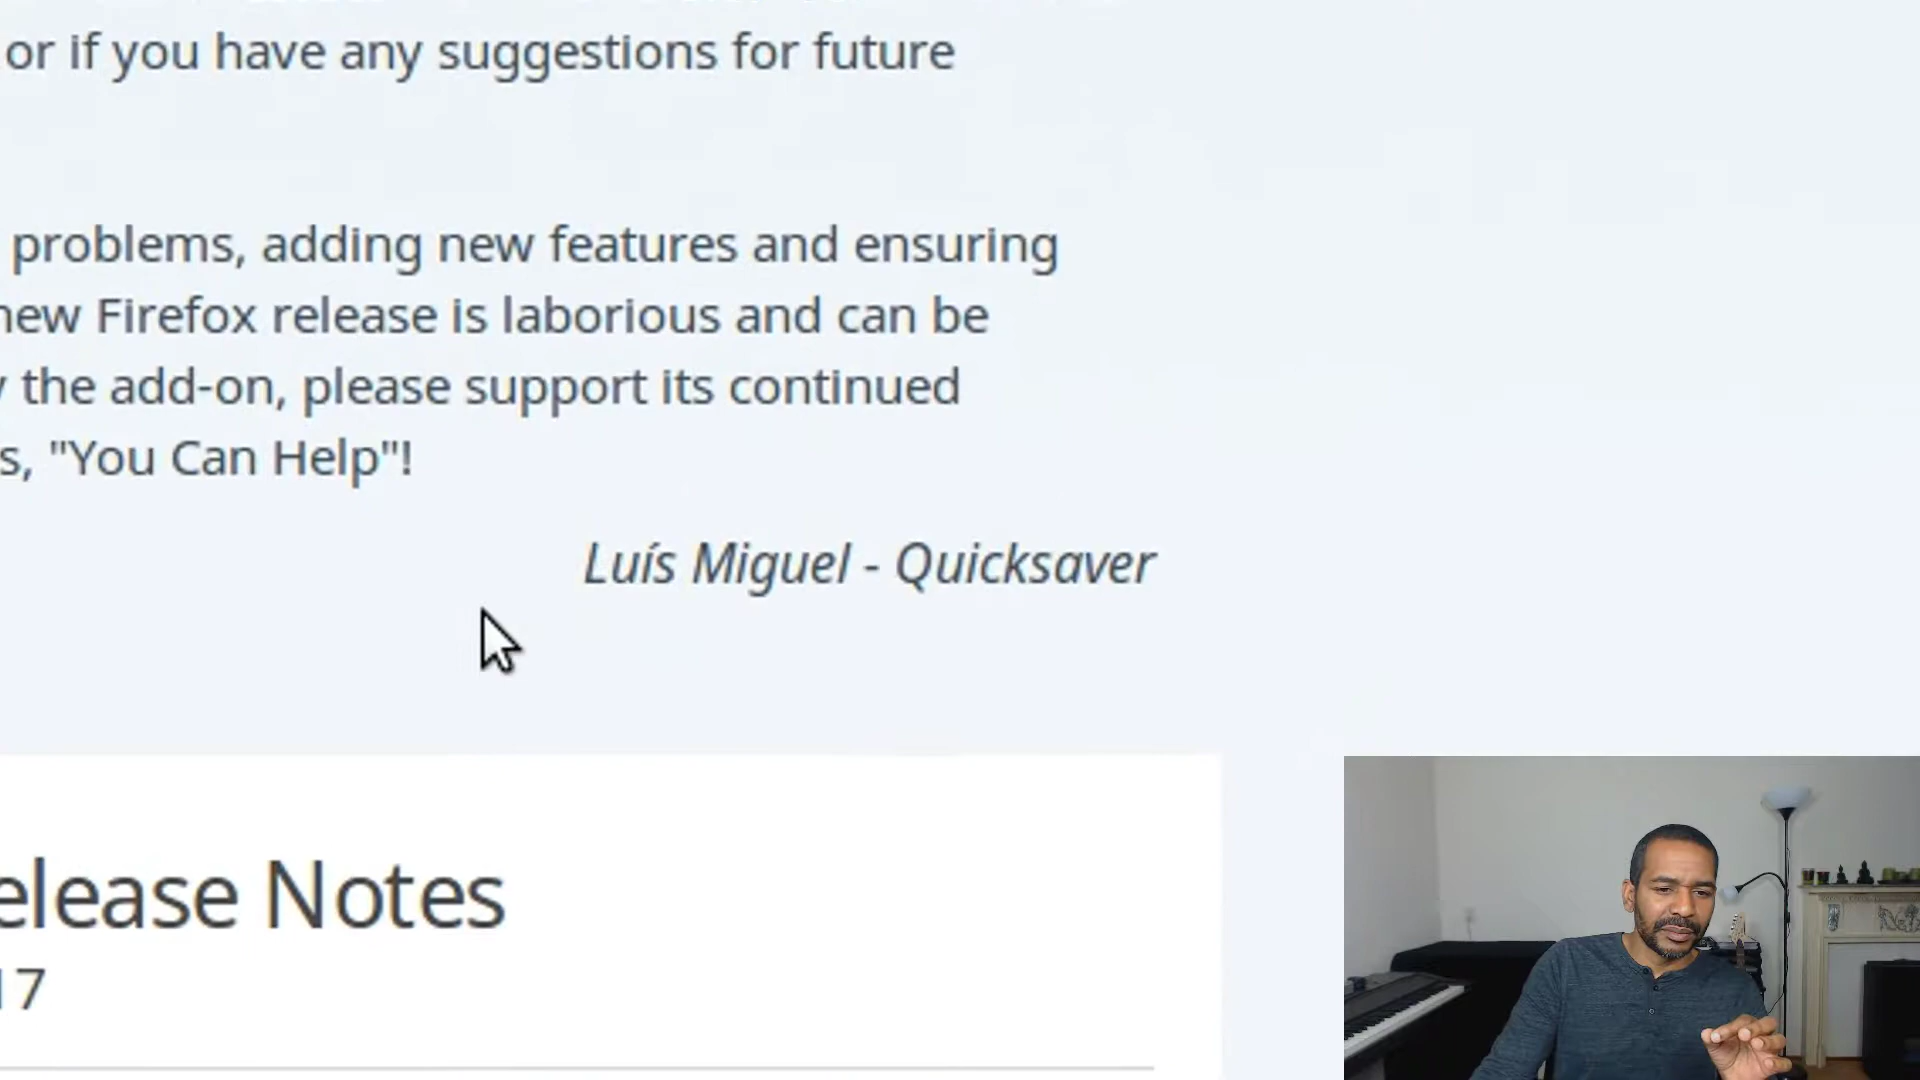 or if you have any suggestions for future
problems, adding new features and ensuring
new Firefox release is laborious and can be
the add-on, please support its continued
s, "You Can Help"!
Luís Miguel - Quicksaver
elease Notes
17